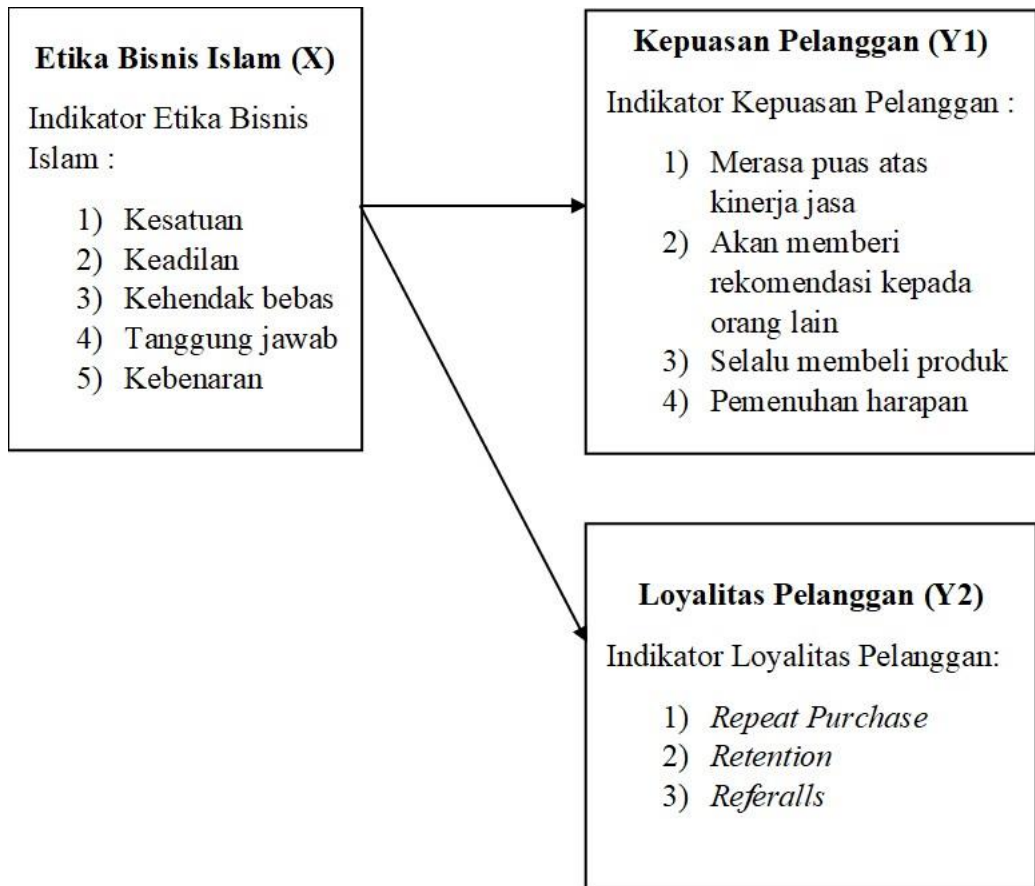 Etika Bisnis Islam (X)
Indikator Etika Bisnis
Islam :
1) Kesatuan
2) Keadilan
3) Kehendak bebas
4) Tanggung jawab
5) Kebenaran
Kepuasan Pelanggan (Y1)
Indikator Kepuasan Pelanggan :
1) Merasa puas atas
kinerja jasa
2) Akan memberi
rekomendasi kepada
orang lain
3) Selalu membeli produk
4) Pemenuhan harapan
Loyalitas Pelanggan (Y2)
Indikator Loyalitas Pelanggan:
1) Repeat Purchase
2) Retention
3) Referalls